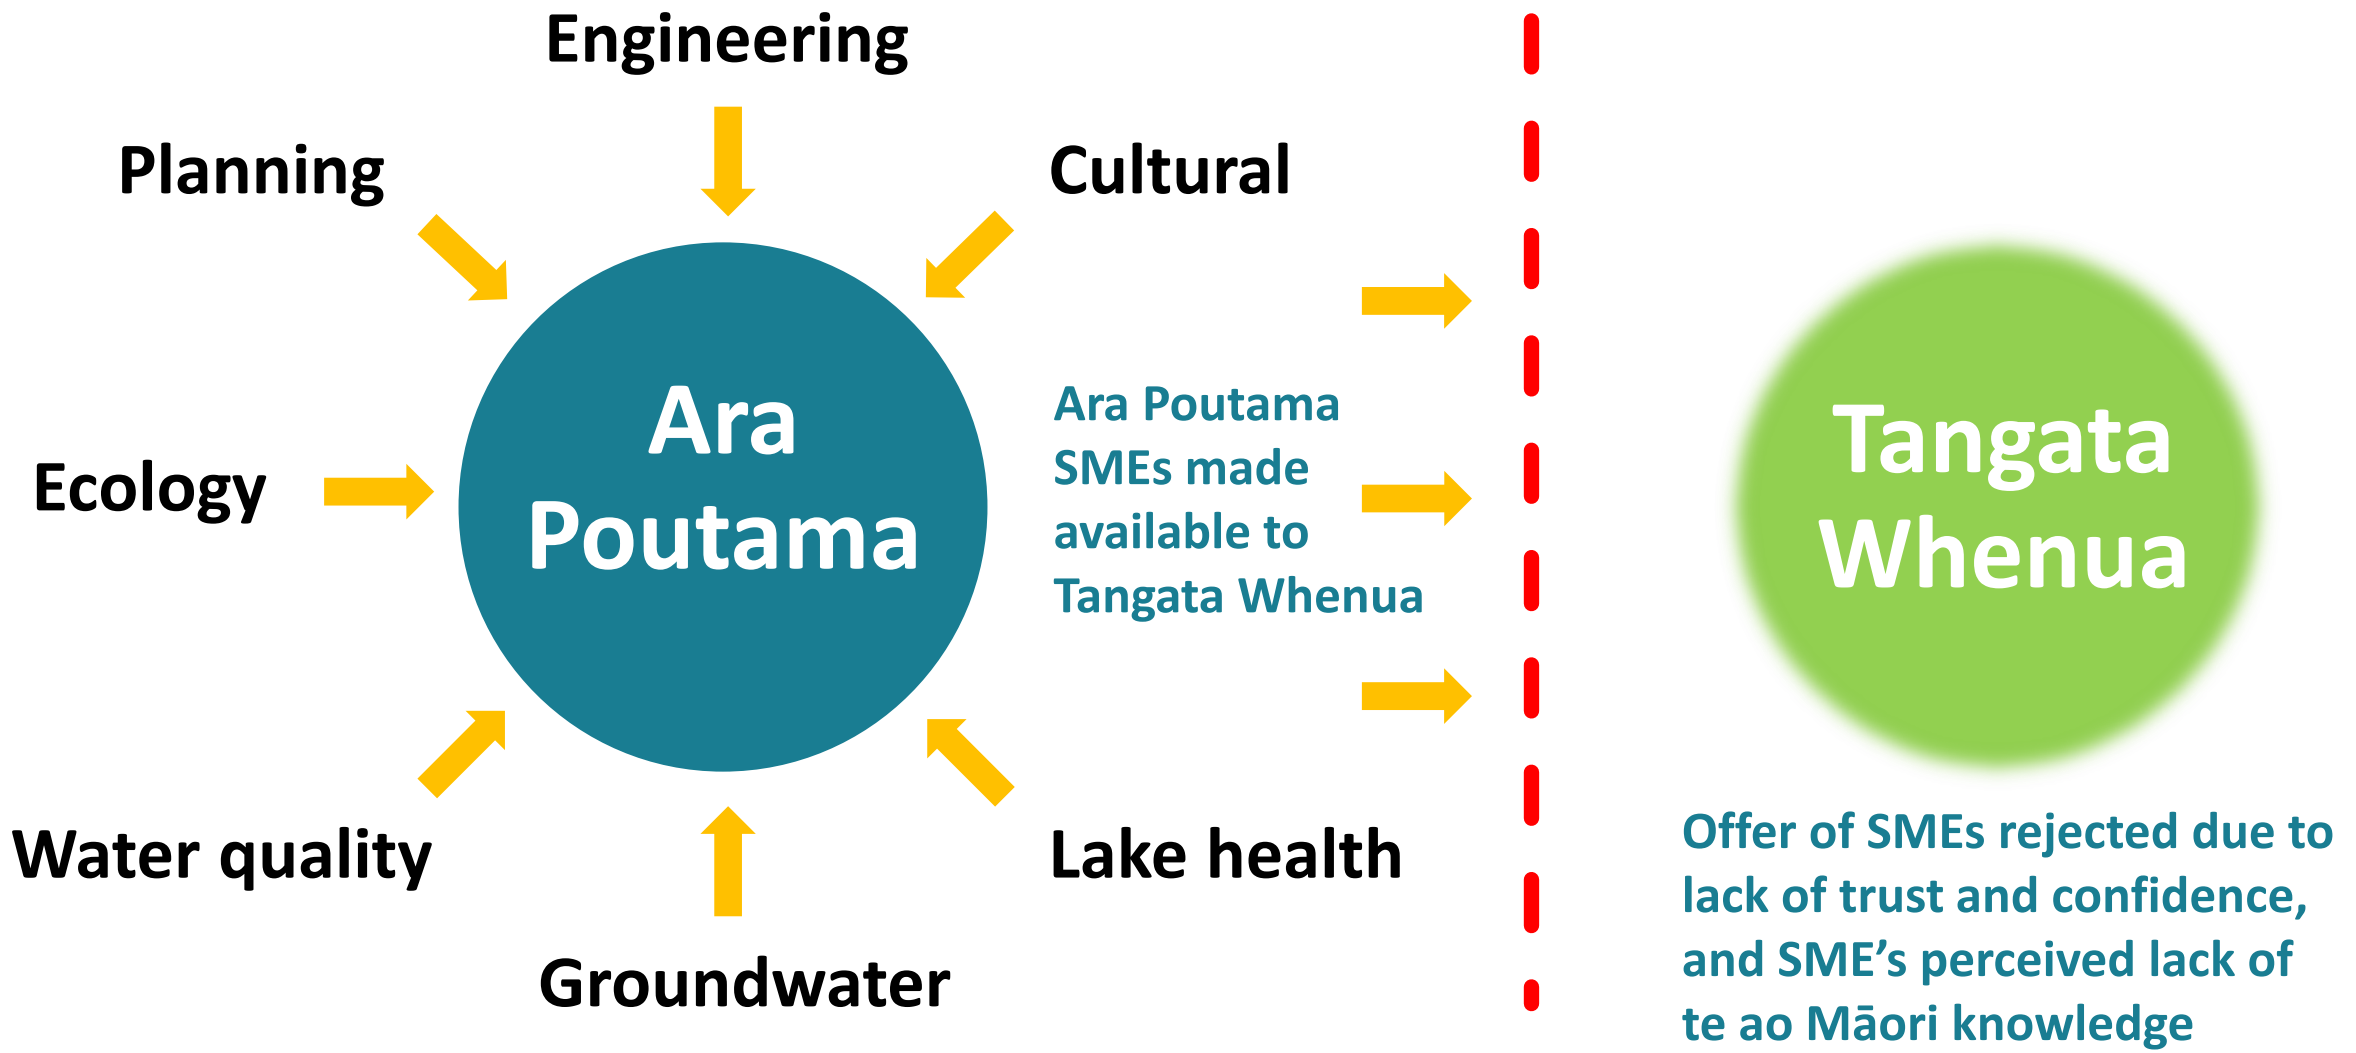 Engineering
Planning
Cultural
Ecology
Ara
Poutama
Ara Poutama
SMEs made
available to
Tangata Whenua
Water quality
Lake health
Groundwater
Tangata
Whenua
Offer of SMEs rejected due to
lack of trust and confidence,
and SME’s perceived lack of
te ao Māori knowledge